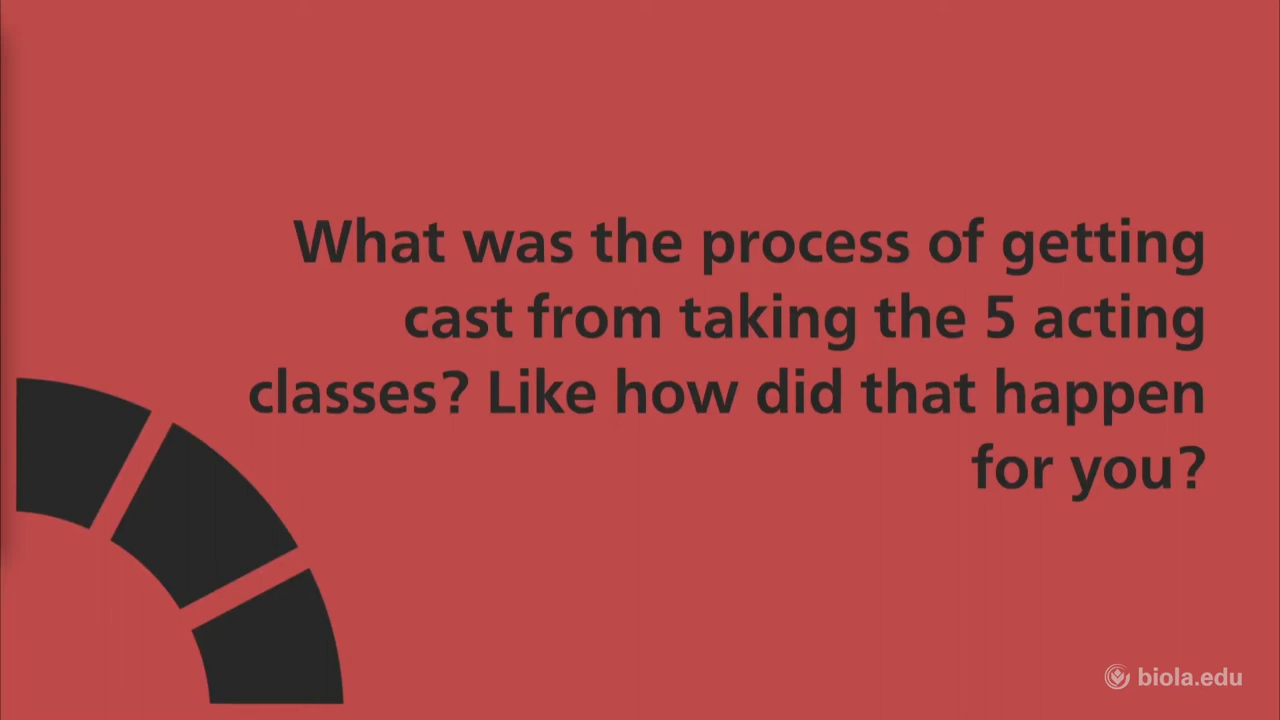 What was the process of getting
cast from taking the 5 acting
classes? Like how did that happen
for you?
biola.edu